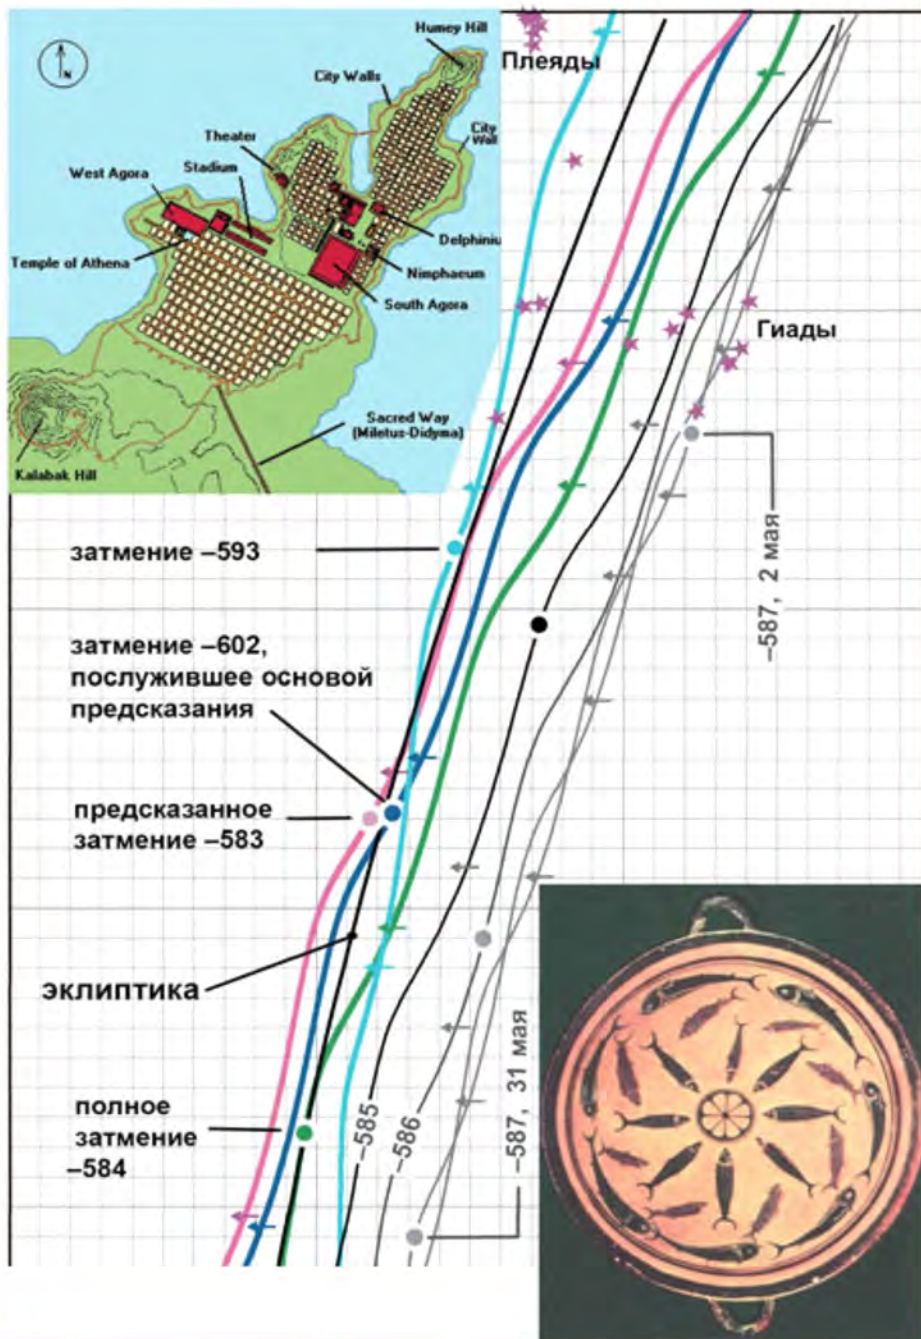 Humey Hill
City Walls
Плеяды
Theater
City
Wall
Stadium
West Agora
Delphiniu
Temple of Athena
Nimphaeum
South Agora
Гиады
N
Sacred Way
(Miletus-Didyma)
Kalabak Hill
затмение –593
–587, 2 мая
затмение –602,
послужившее основой
предсказания
предсказанное
затмение –583
эклиптика
полное
затмение
–584
–585
–586
–587, 31 мая